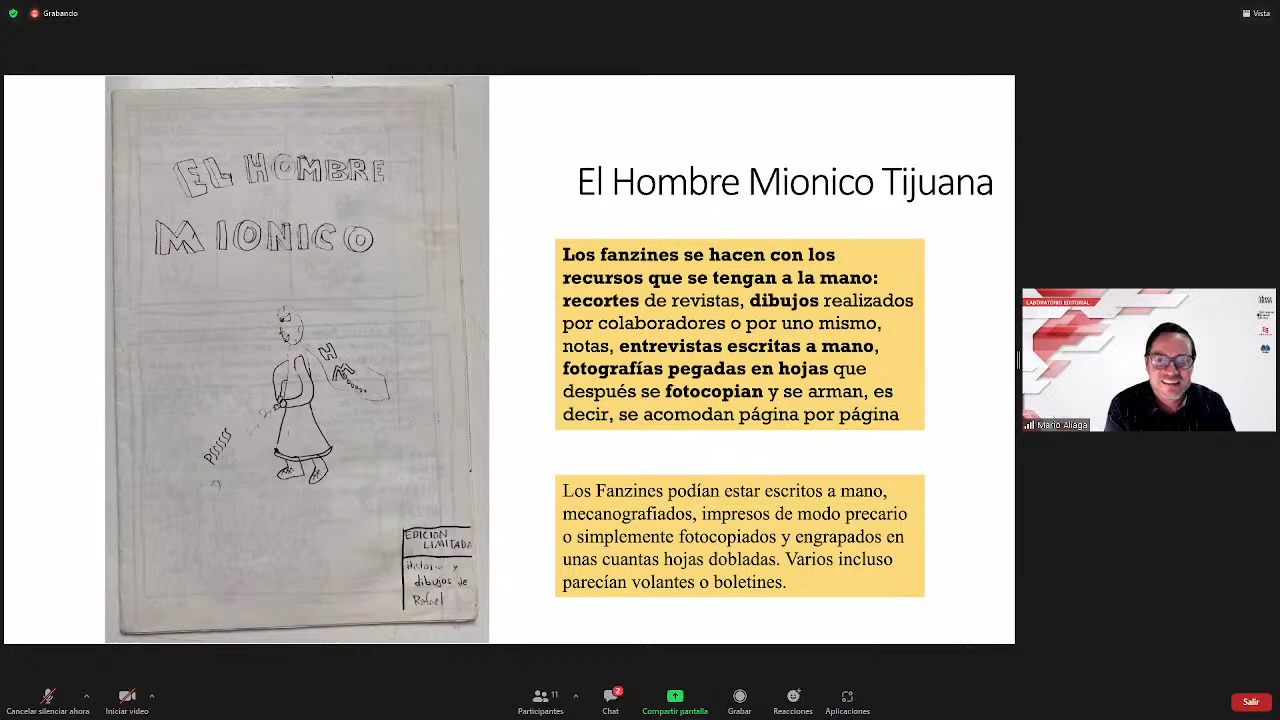 Grabando
Vista
EL HOMBRE
MIONICO
HM.....
PSSSSSS
EDICION
LIMITADA
Historia y
dibujos de
Rafael
El Hombre Mionico Tijuana
Los fanzines se hacen con los
recursos que se tengan a la mano:
recortes de revistas, dibujos realizados
por colaboradores o por uno mismo,
notas, entrevistas escritas a mano,
fotografías pegadas en hojas que
después se fotocopian y se arman, es
decir, se acomodan página por página
Los Fanzines podían estar escritos a mano,
mecanografiados, impresos de modo precario
o simplemente fotocopiados y engrapados en
unas cuantas hojas dobladas. Varios incluso
parecían volantes o boletines.
LABORATORIO EDITORIAL
Mario Aliaga
Cancelar silenciar ahora
Iniciar video
11
Participantes
2
Chat
Compartir pantalla
Grabar
Reacciones
Aplicaciones
Salir